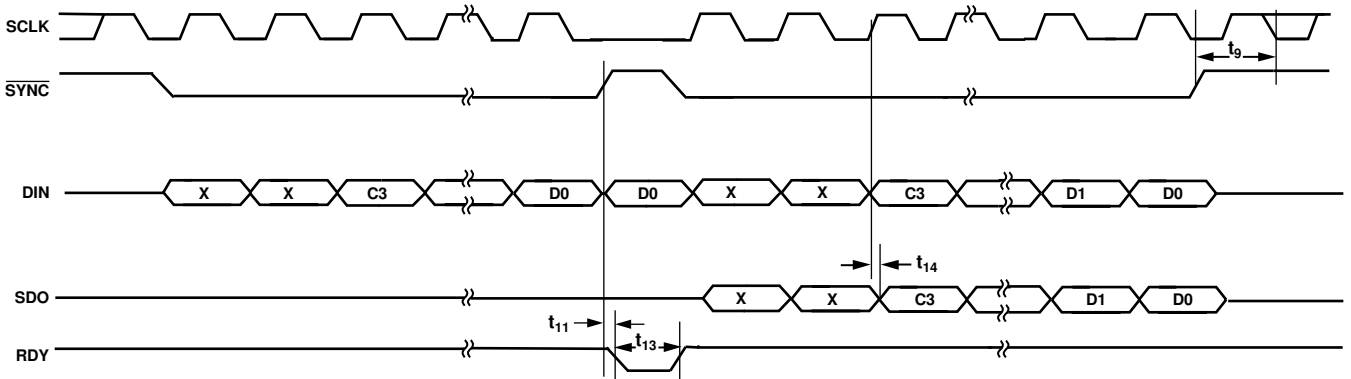 SCLK
t9
SYNC
DIN X X C3 D0 D0 X X C3 D1 D0
t14
SDO X X C3 D1 D0
t11
t13
RDY